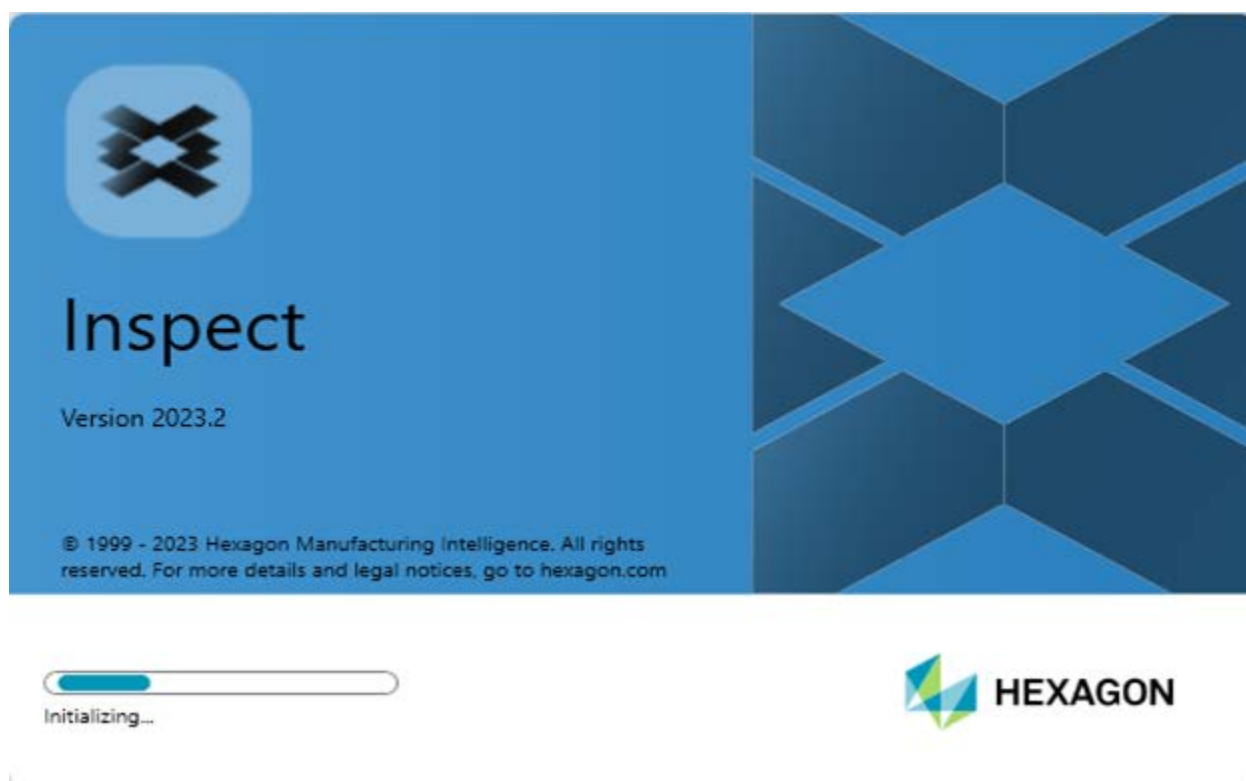 Inspect
Version 2023.2
© 1999 - 2023 Hexagon Manufacturing Intelligence. All rights
reserved. For more details and legal notices, go to hexagon.com
Initializing...
HEXAGON